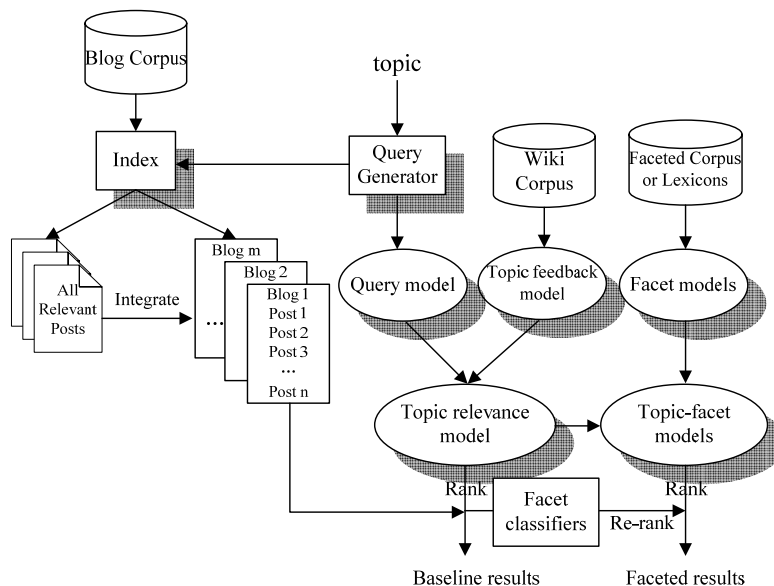 Blog Corpus
topic
Index
Query
Generator
Wiki
Corpus
Faceted Corpus
or Lexicons
All
Relevant
Posts
Integrate
Blog m
...
Blog 2
Blog 1
Post 1
Post 2
Post 3
...
Post n
Query model
Topic feedback
model
Facet models
Topic relevance
model
Topic-facet
models
Rank
Facet
classifiers
Re-rank
Rank
Baseline results
Faceted results